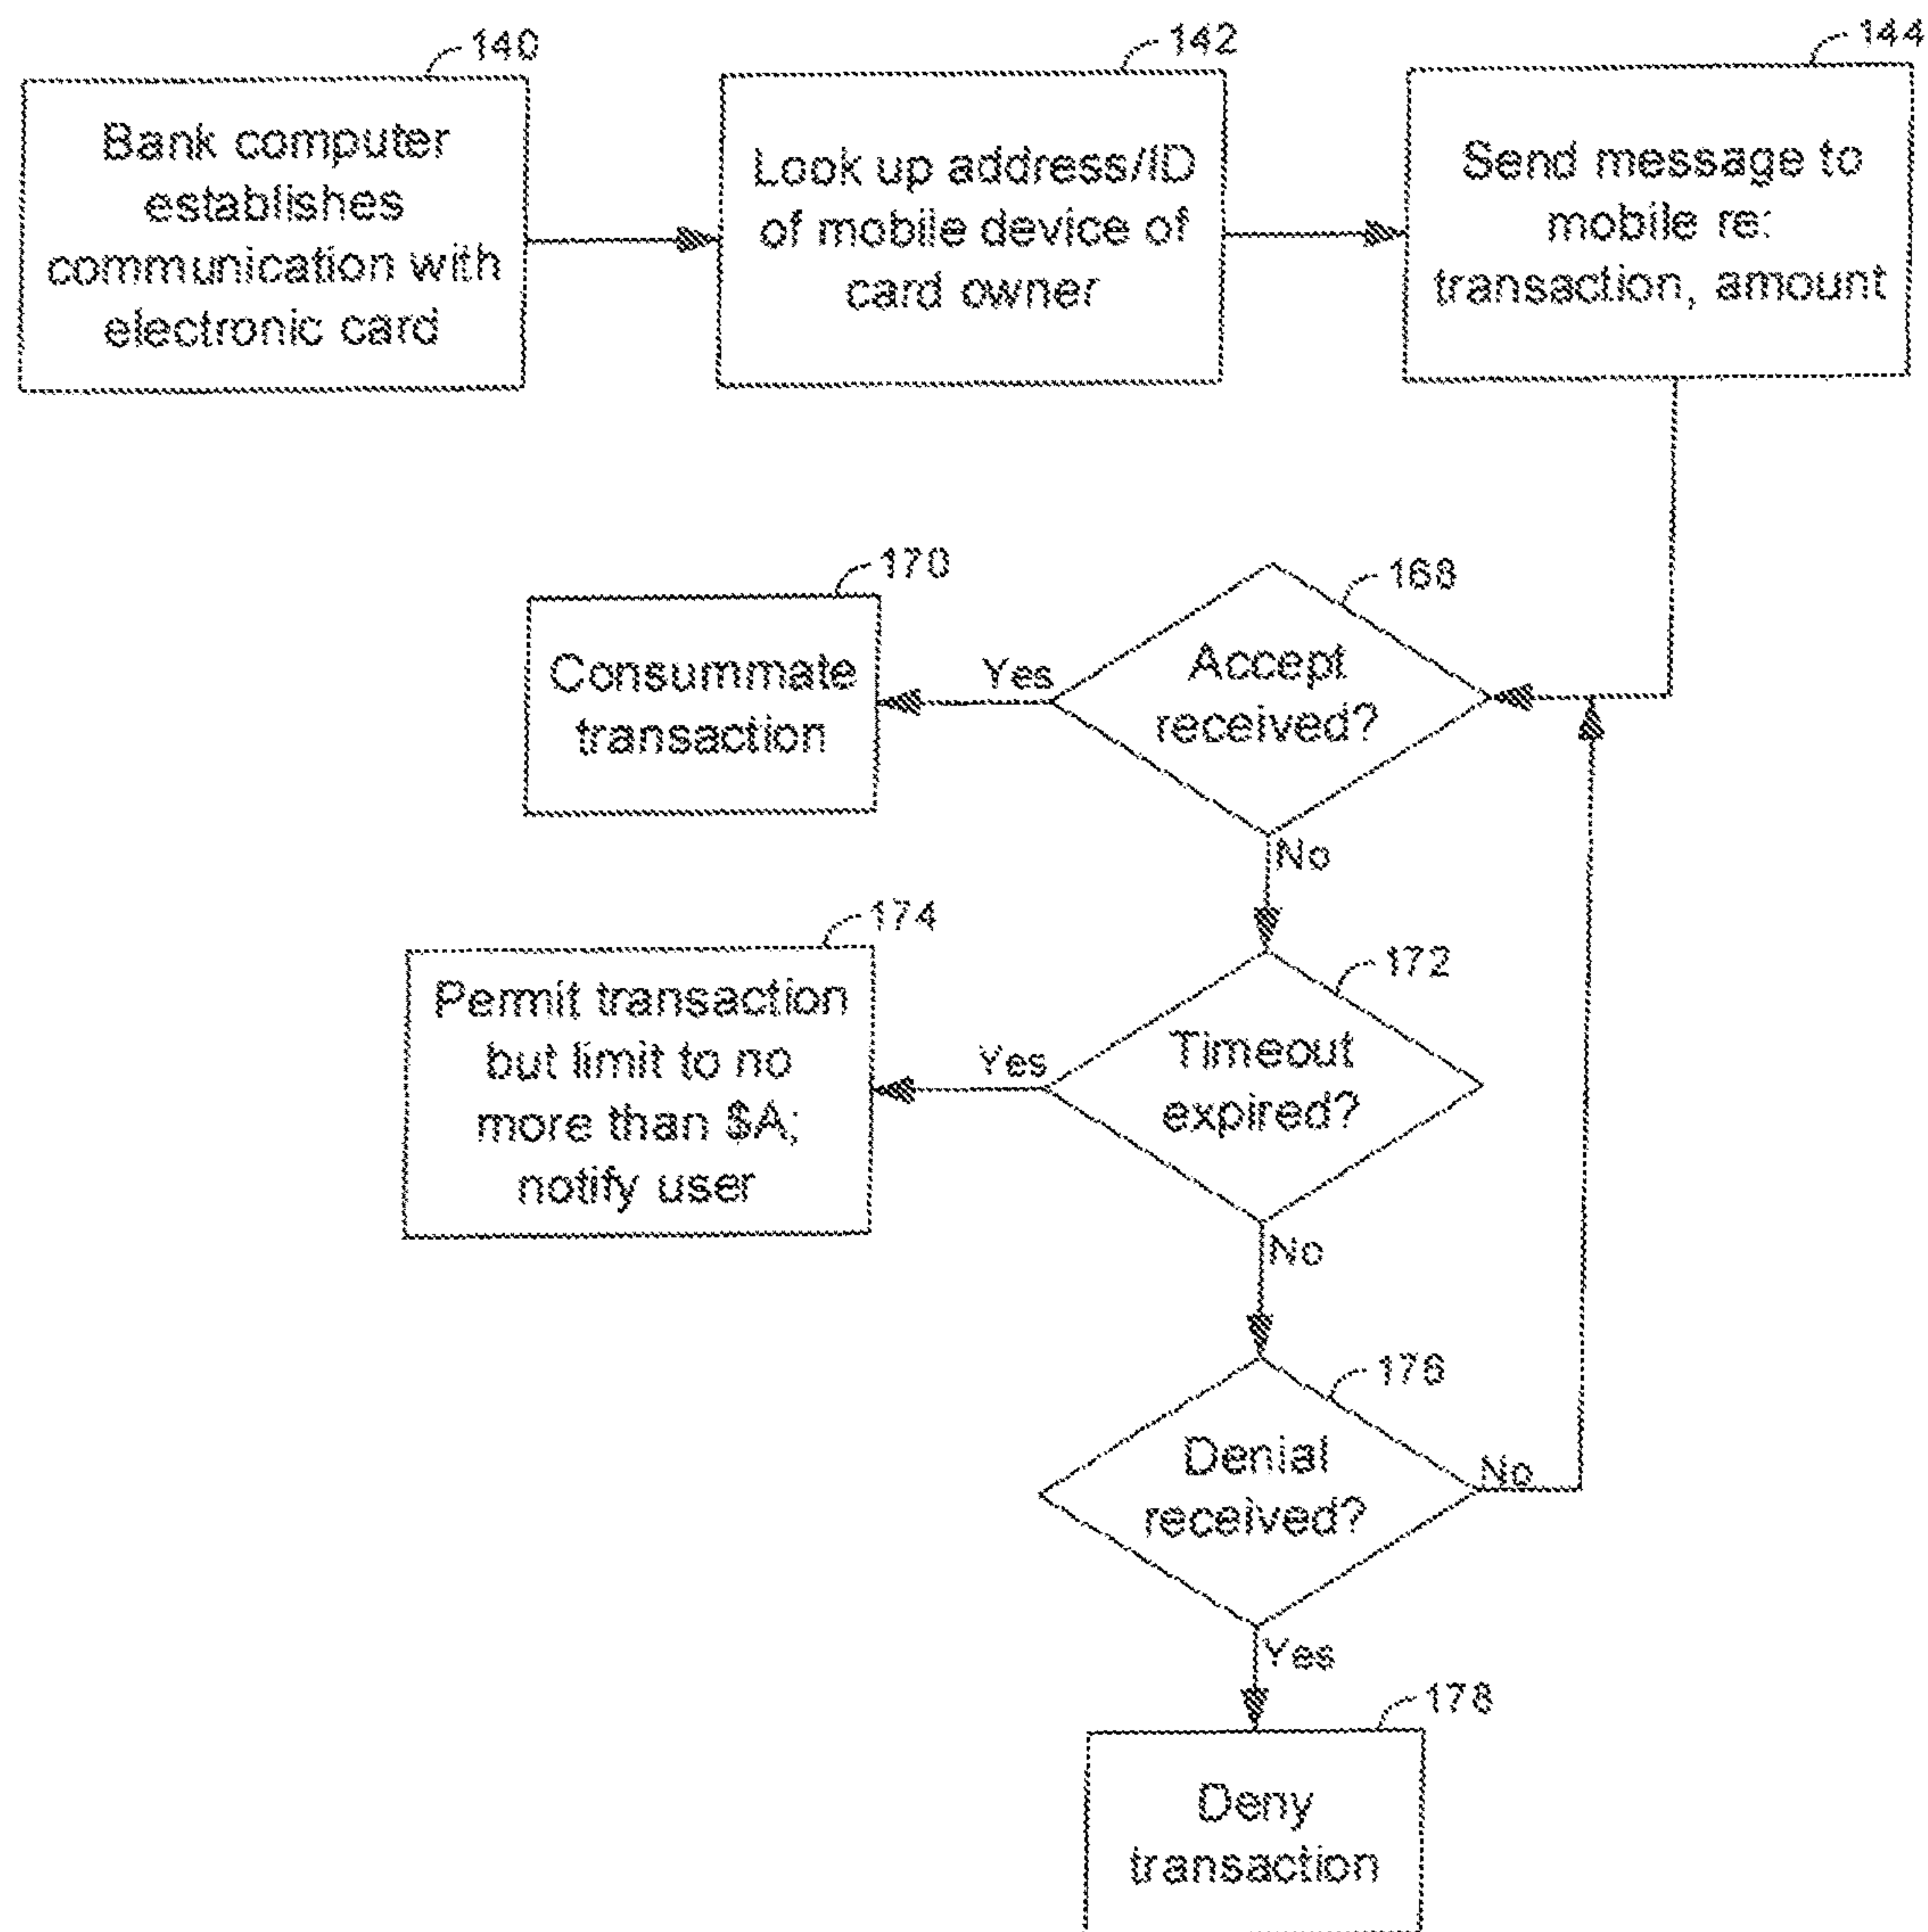 140
Bank computer
establishes
communication with
electronic card
142
Look up address/ID
of mobile device of
card owner
144
Send message to
mobile re:
transaction, amount
170
Consummate
transaction
Yes
168
Accept
received?
No
174
Permit transaction
but limit to no
more than $A;
notify user
Yes
172
Timeout
expired?
No
176
Denial
received?
No
Yes
178
Deny
transaction